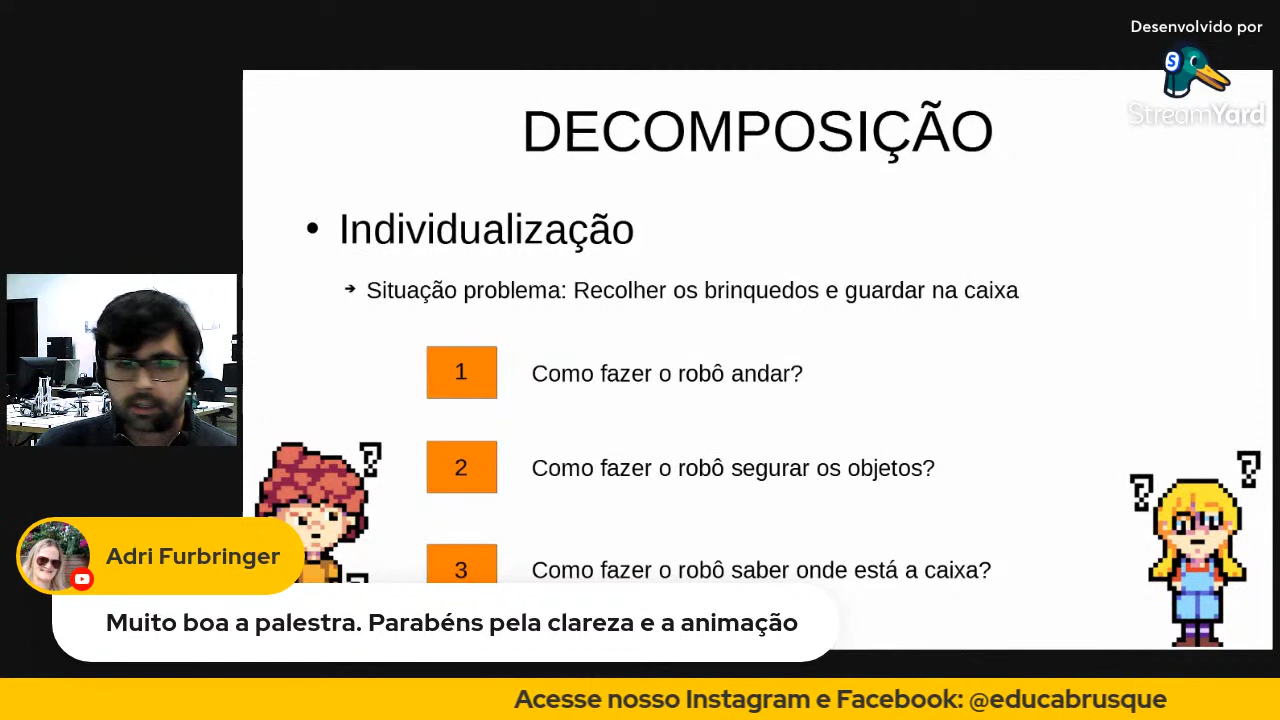 Desenvolvido por
StreamYard
DECOMPOSIÇÃO
• Individualização
➔ Situação problema: Recolher os brinquedos e guardar na caixa
1 Como fazer o robô andar?
2 Como fazer o robô segurar os objetos?
3 Como fazer o robô saber onde está a caixa?
Adri Furbringer
Muito boa a palestra. Parabéns pela clareza e a animação
Acesse nosso Instagram e Facebook: @educabrusque